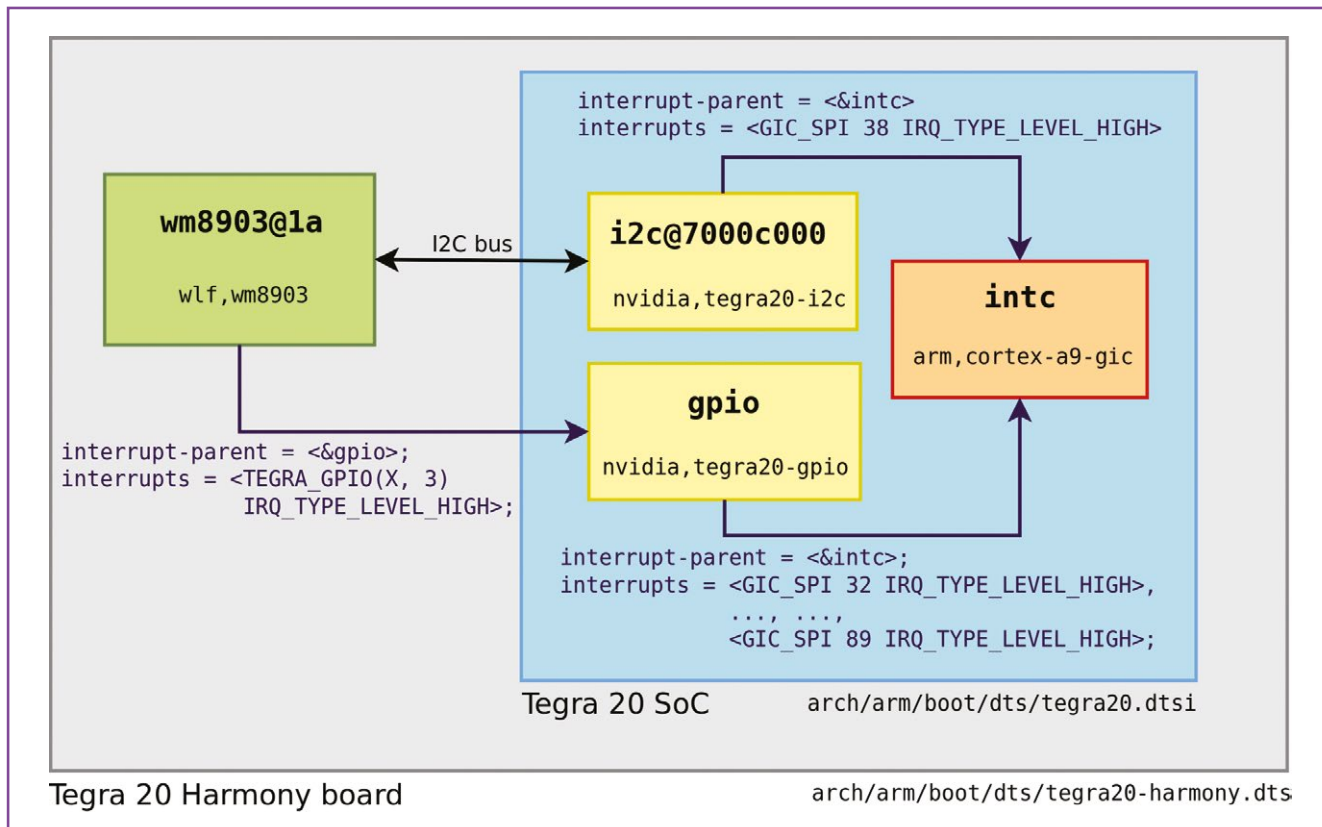 interrupt-parent = <&intc>
interrupts = <GIC_SPI 38 IRQ_TYPE_LEVEL_HIGH>
wm8903@1a
wlf,wm8903
I2C bus
i2c@7000c000
nvidia,tegra20-i2c
intc
arm,cortex-a9-gic
gpio
nvidia,tegra20-gpio
interrupt-parent = <&gpio>;
interrupts = <TEGRA_GPIO(X, 3)
IRQ_TYPE_LEVEL_HIGH>;
interrupt-parent = <&intc>;
interrupts = <GIC_SPI 32 IRQ_TYPE_LEVEL_HIGH>,
..., ...,
<GIC_SPI 89 IRQ_TYPE_LEVEL_HIGH>;
Tegra 20 SoC
arch/arm/boot/dts/tegra20.dtsi
Tegra 20 Harmony board
arch/arm/boot/dts/tegra20-harmony.dts